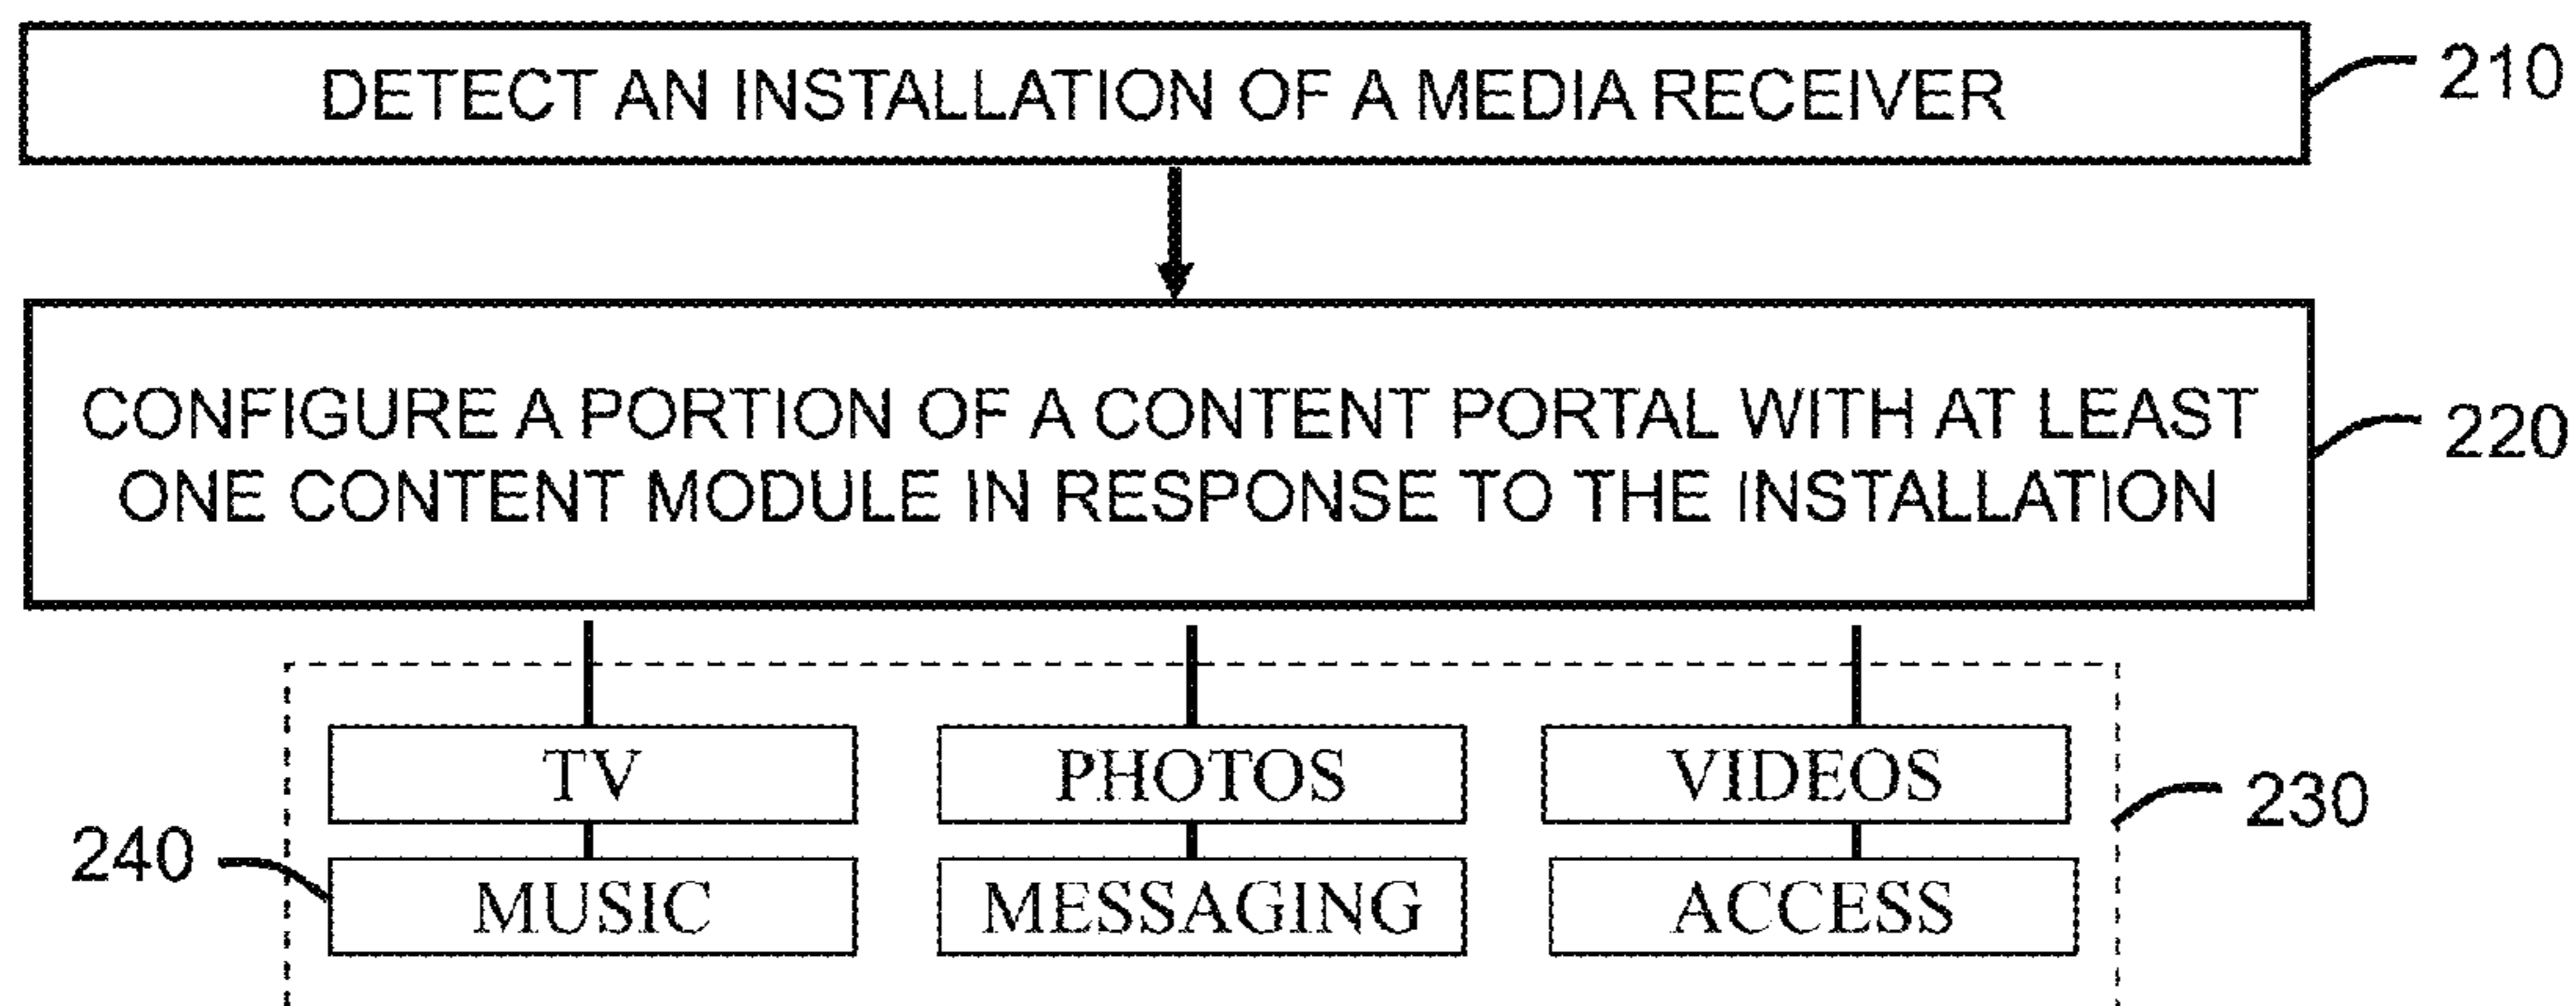 DETECT AN INSTALLATION OF A MEDIA RECEIVER
210
CONFIGURE A PORTION OF A CONTENT PORTAL WITH AT LEAST
ONE CONTENT MODULE IN RESPONSE TO THE INSTALLATION
220
TV
PHOTOS
VIDEOS
230
240
MUSIC
MESSAGING
ACCESS